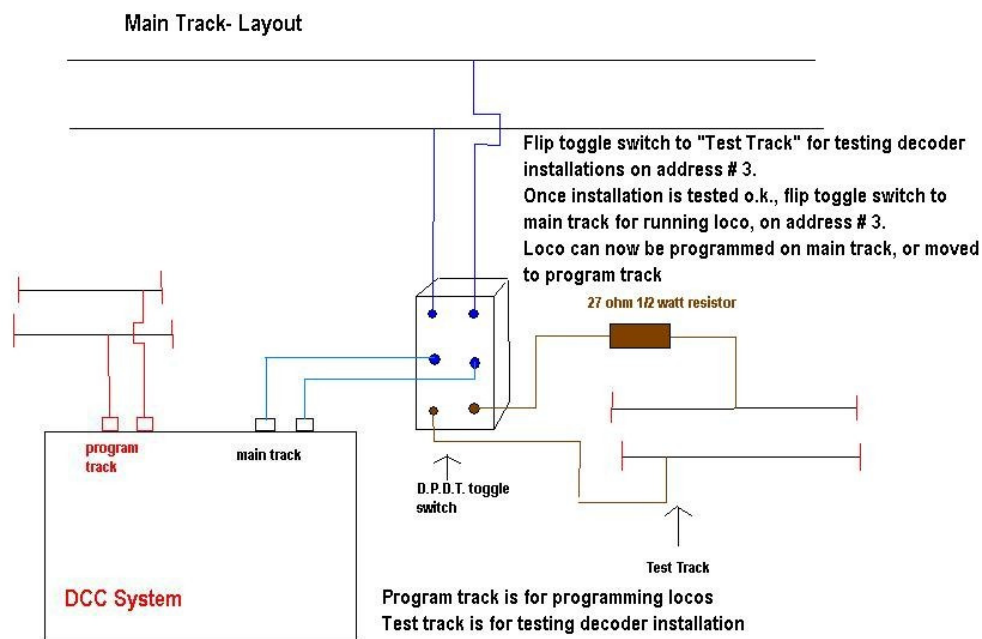 Main Track- Layout
Flip toggle switch to "Test Track" for testing decoder
installations on address # 3.
Once installation is tested o.k., flip toggle switch to
main track for running loco, on address # 3.
Loco can now be programmed on main track, or moved
to program track
27 ohm 1/2 watt resistor
program
track
main track
D.P.D.T. toggle
switch
Test Track
DCC System
Program track is for programming locos
Test track is for testing decoder installation